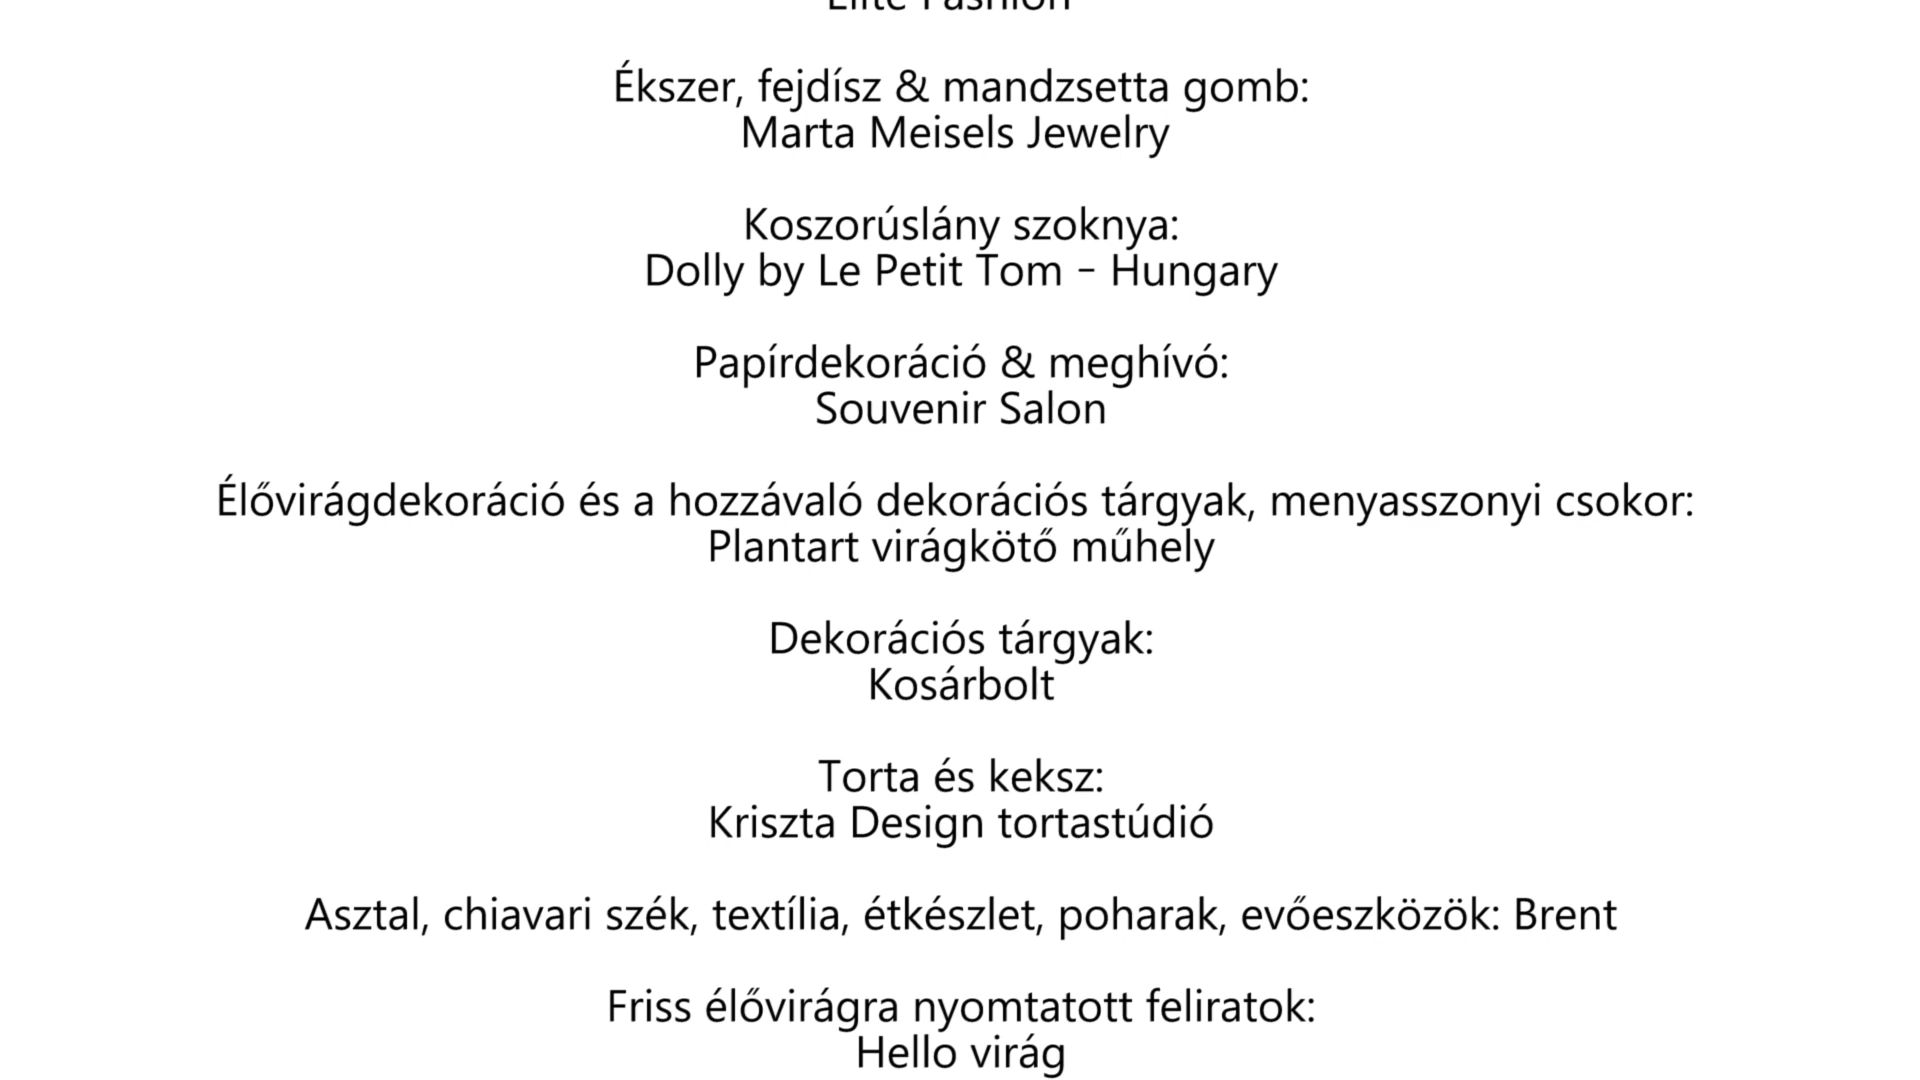 Elite Fashion
Ékszer, fejdísz & mandzsetta gomb:
Marta Meisels Jewelry
Koszorúslány szoknya:
Dolly by Le Petit Tom – Hungary
Papírdekoráció & meghívó:
Souvenir Salon
Élővirágdekoráció és a hozzávaló dekorációs tárgyak, menyasszonyi csokor:
Plantart virágkötő műhely
Dekorációs tárgyak:
Kosárbolt
Torta és keksz:
Kriszta Design tortastúdió
Asztal, chiavari szék, textília, étkészlet, poharak, evőeszközök: Brent
Friss élővirágra nyomtatott feliratok:
Hello virág